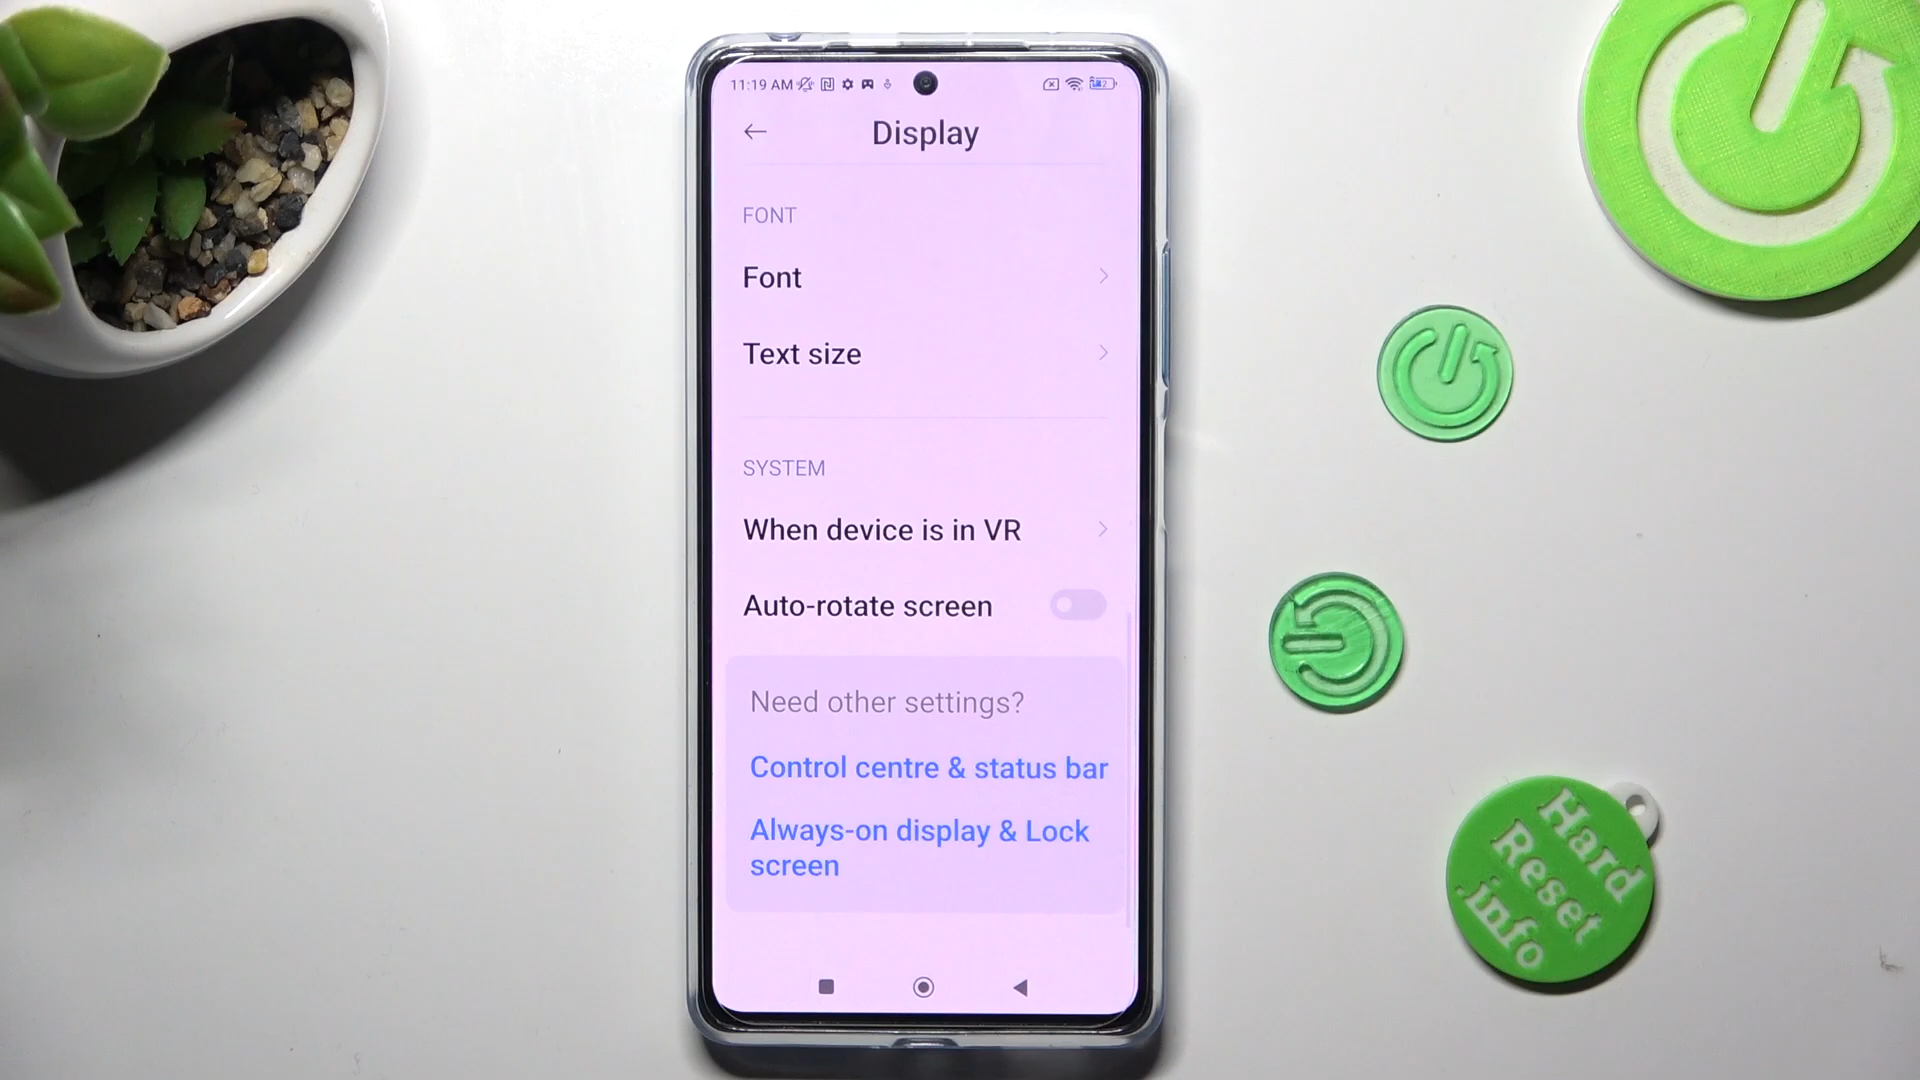 11:19 AM
Display
FONT
Font
Text size
SYSTEM
When device is in VR
Auto-rotate screen
Need other settings?
Control centre & status bar
Always-on display & Lock
screen
Hard
Reset
.info